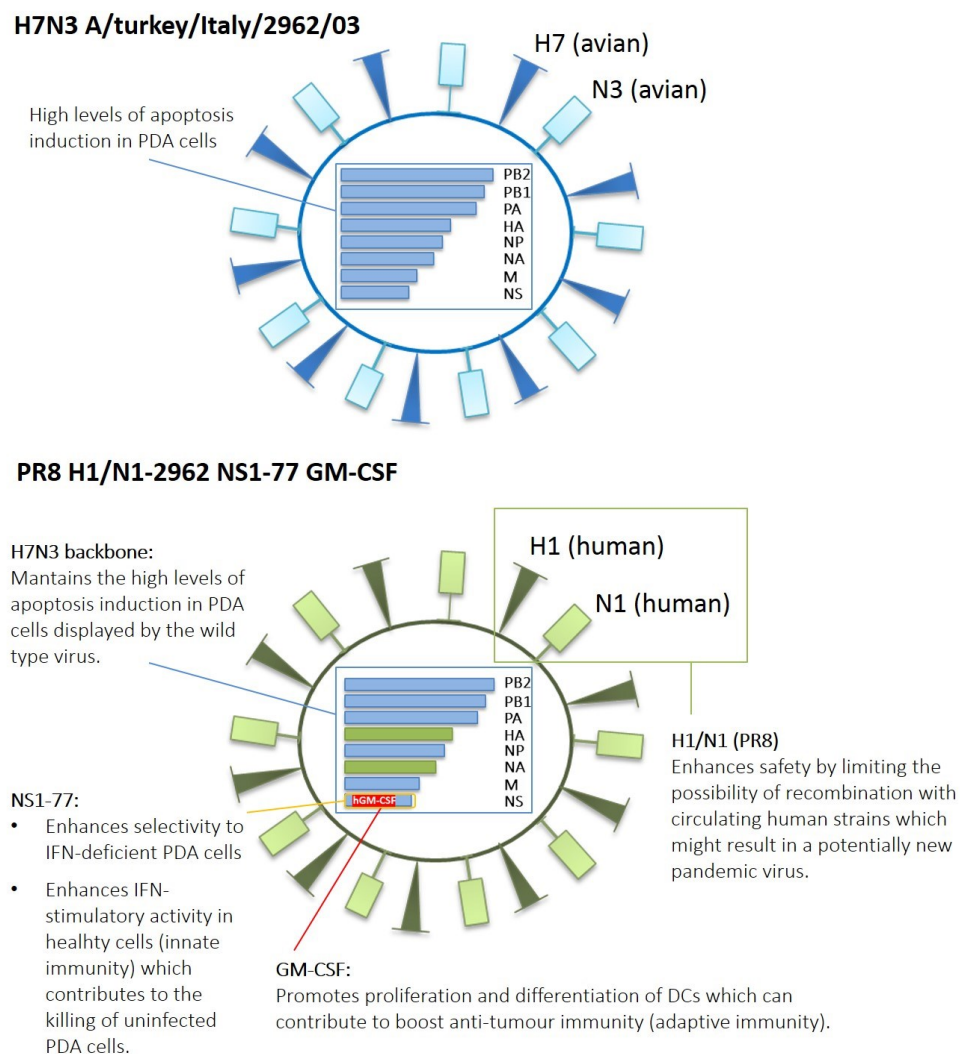 H7N3 A/turkey/Italy/2962/03
H7 (avian)
N3 (avian)
High levels of apoptosis
induction in PDA cells
PB2
PB1
PA
HA
NP
NA
M
NS
PR8 H1/N1-2962 NS1-77 GM-CSF
H7N3 backbone:
Mantains the high levels of
apoptosis induction in PDA
cells displayed by the wild
type virus.
H1 (human)
N1 (human)
PB2
PB1
PA
HA
NP
NA
M
NS
hGM-CSF
H1/N1 (PR8)
Enhances safety by limiting the
possibility of recombination with
circulating human strains which
might result in a potentially new
pandemic virus.
NS1-77:
• Enhances selectivity to
IFN-deficient PDA cells
• Enhances IFN-
stimulatory activity in
healhty cells (innate
immunity) which
contributes to the
killing of uninfected
PDA cells.
GM-CSF:
Promotes proliferation and differentiation of DCs which can
contribute to boost anti-tumour immunity (adaptive immunity).